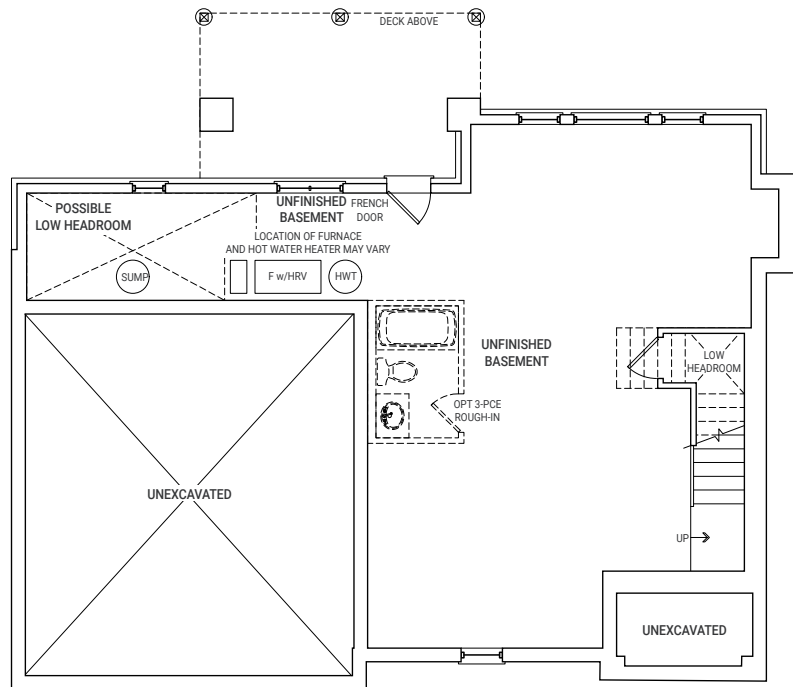 DECK ABOVE
POSSIBLE
LOW HEADROOM
UNFINISHED
BASEMENT
FRENCH
DOOR
LOCATION OF FURNACE
AND HOT WATER HEATER MAY VARY
SUMP
F w/HRV
HWT
UNFINISHED
BASEMENT
LOW
HEADROOM
OPT 3-PCE
ROUGH-IN
UNEXCAVATED
UP
UNEXCAVATED